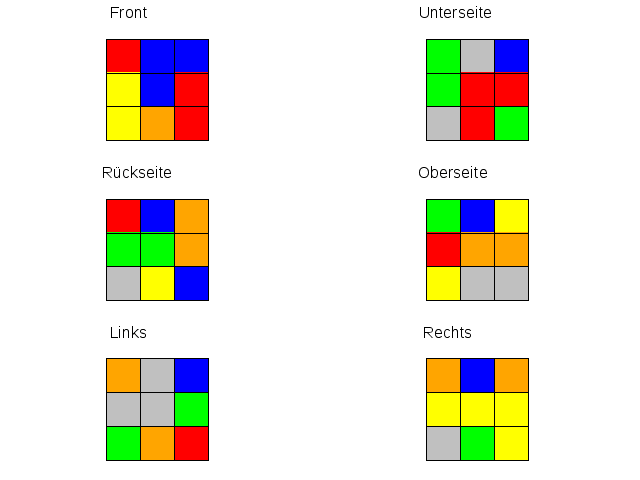 Front
Unterseite
Rückseite
Oberseite
Links
Rechts